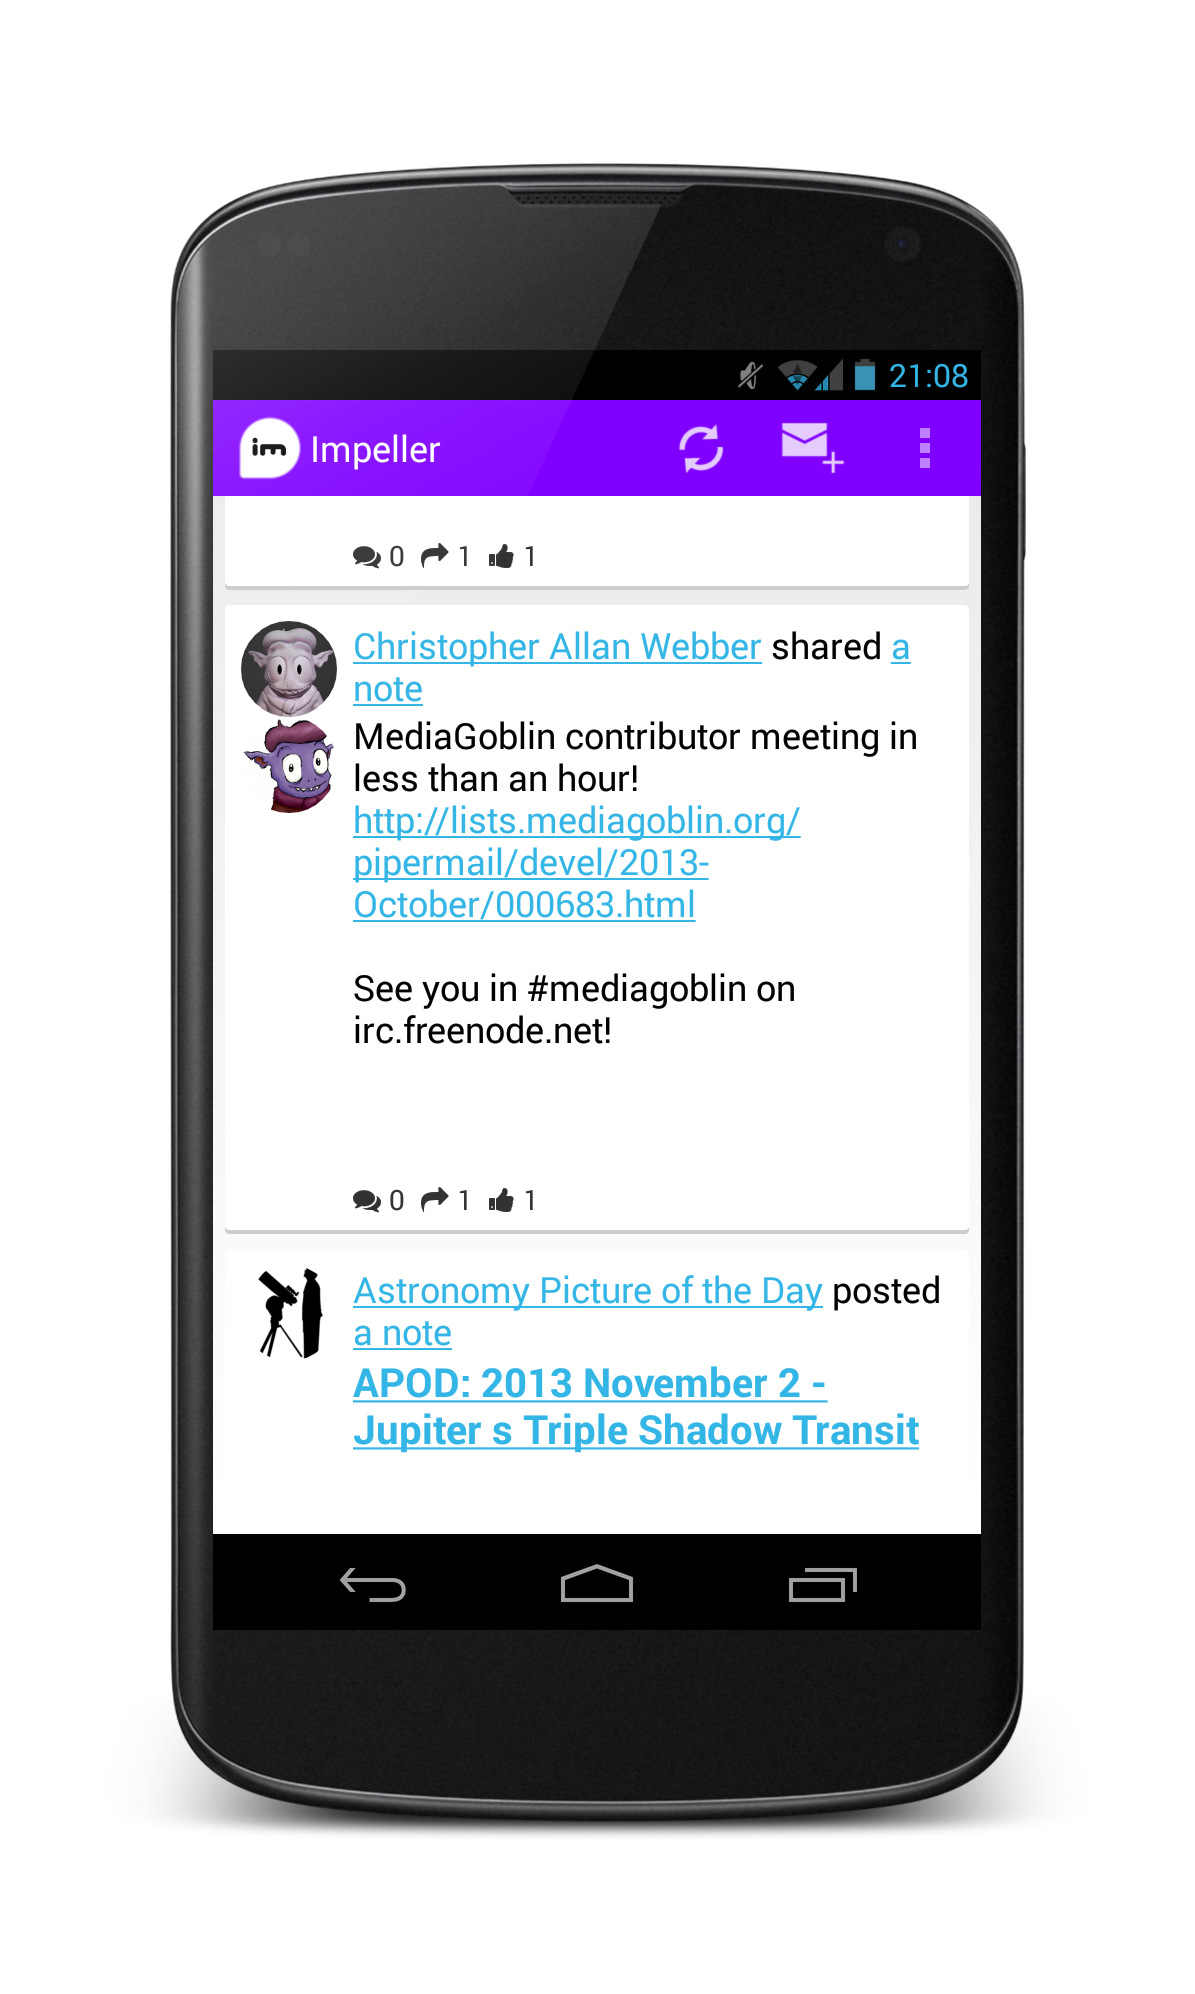 21:08
im Impeller
0 1 1
Christopher Allan Webber shared a
note
MediaGoblin contributor meeting in
less than an hour!
http://lists.mediagoblin.org/
pipermail/devel/2013-
October/000683.html
See you in #mediagoblin on
irc.freenode.net!
0 1 1
Astronomy Picture of the Day posted
a note
APOD: 2013 November 2 -
Jupiter s Triple Shadow Transit